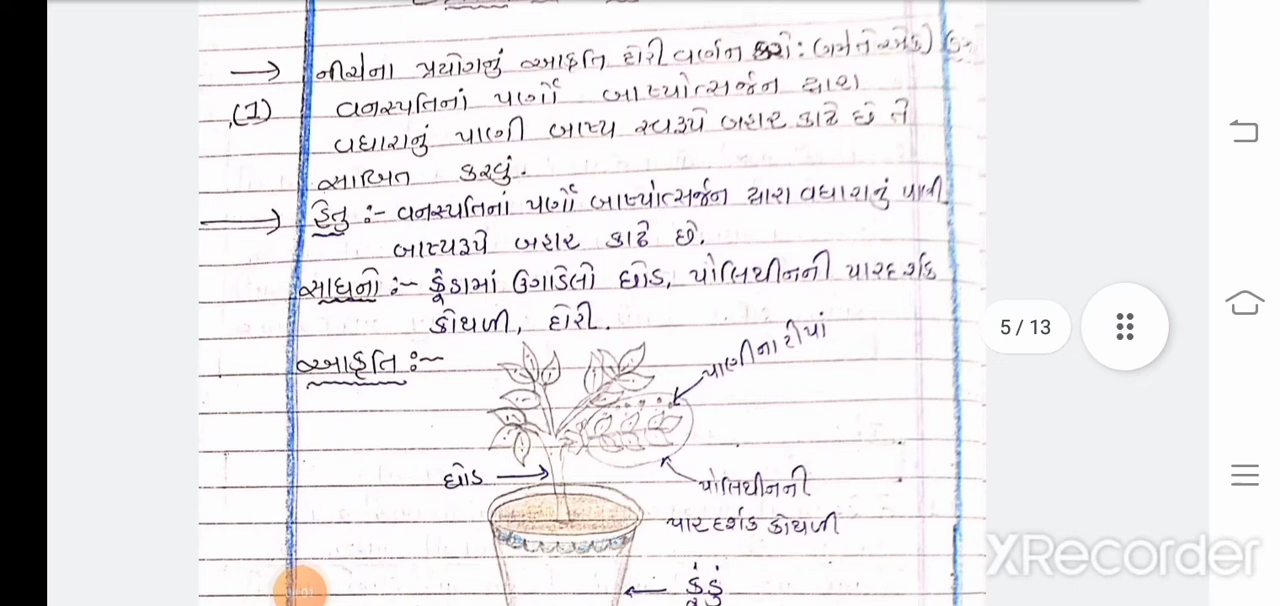 → નીચેના પ્રયોગનું આકૃતિ દોરી વર્ણન કરો : (ગમે તે એક)
(1) વનસ્પતિનાં પર્ણો બાષ્પોત્સર્જન દ્વારા
વધારાનું પાણી બાષ્પ સ્વરૂપે બહાર કાઢે છે તે
સાબિત કરવું.
→ હેતુ :- વનસ્પતિનાં પર્ણો બાષ્પોત્સર્જન દ્વારા વધારાનું પાણી
બાષ્પરૂપે બહાર કાઢે છે.
સાધનો :- કૂંડામાં ઉગાડેલો છોડ, પોલિથીનની પારદર્શક
કોથળી, દોરી.
આકૃતિ :-
પાણીના ટીપાં
છોડ
પોલિથીનની
પારદર્શક કોથળી
કૂંડું
5 / 13
XRecorder